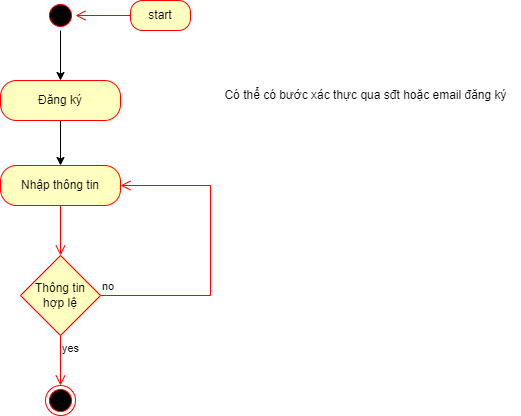 start
Đăng ký
Có thể có bước xác thực qua sđt hoặc email đăng ký
Nhập thông tin
Thông tin
hợp lệ
no
yes